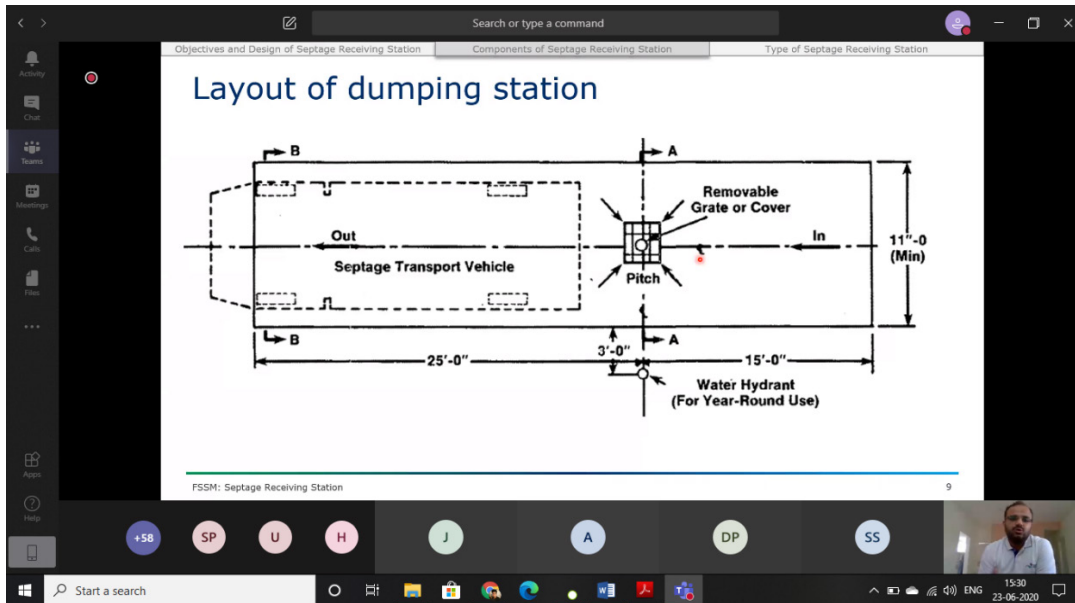 Search or type a command
Activity
Chat
Teams
Meetings
Calls
Files
Apps
Help
Objectives and Design of Septage Receiving Station
Components of Septage Receiving Station
Type of Septage Receiving Station
Layout of dumping station
B
A
Removable
Grate or Cover
Out
In
11"-0
(Min)
Septage Transport Vehicle
Pitch
B
A
3'-0"
25'-0"
15'-0"
Water Hydrant
(For Year-Round Use)
FSSM: Septage Receiving Station
9
+58
SP
U
H
J
A
DP
SS
Start a search
ENG
15:30
23-06-2020